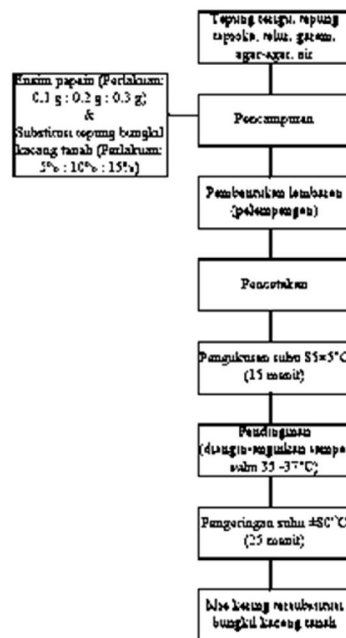 Tepung terigu, tepung
tapioka, telur, garam,
agar-agar, air
Enzim papain (Perlakuan:
0.1 g : 0.2 g : 0.3 g)
&
Substitusi tepung bungkil
kacang tanah (Perlakuan:
5% : 10% : 15%)
Pencampuran
Pembentukan lembaran
(pelempengan)
Pencetakan
Pengukusan suhu 85±5°C
(15 menit)
Pendinginan
(diangin-anginkan sampai
suhu 35 -37°C)
Pengeringan suhu ±80°C
(25 menit)
Mie kering tersubstitusi
bungkil kacang tanah